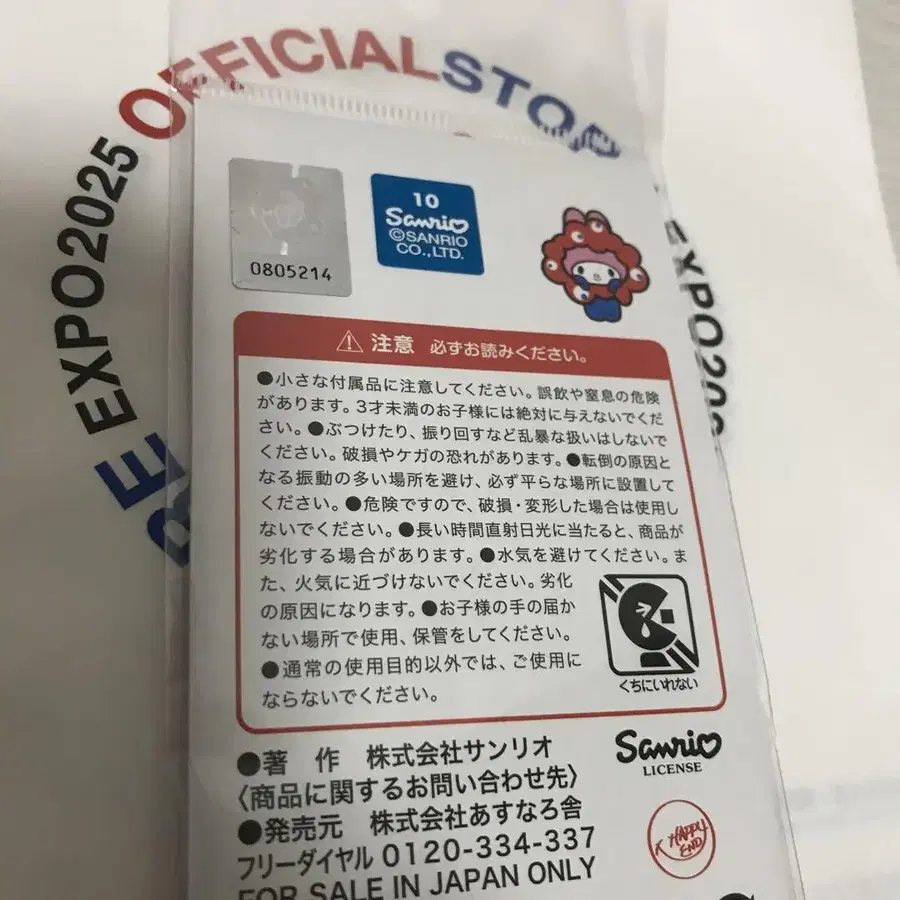 EXPO2025 OFFICIAL STO
EXPO202
0805214
10
Sanrio
©SANRIO
CO.,LTD.
注意 必ずお読みください。
●小さな付属品に注意してください。誤飲や窒息の危険
があります。3才未満のお子様には絶対に与えないでくだ
さい。●ぶつけたり、振り回すなど乱暴な扱いはしないで
ください。破損やケガの恐れがあります。●転倒の原因と
なる振動の多い場所を避け、必ず平らな場所に設置して
ください。●危険ですので、破損・変形した場合は使用し
ないでください。●長い時間直射日光に当たると、商品が
劣化する場合があります。●水気を避けてください。ま
た、火気に近づけないでください。劣化
の原因になります。●お子様の手の届か
ない場所で使用、保管をしてください。
●通常の使用目的以外では、ご使用に
ならないでください。
くちにいれない
●著 作 株式会社サンリオ
〈商品に関するお問い合わせ先〉
●発売元 株式会社あすなろ舎
フリーダイヤル 0120-334-337
FOR SALE IN JAPAN ONLY
Sanrio
LICENSE
HAPPY
END